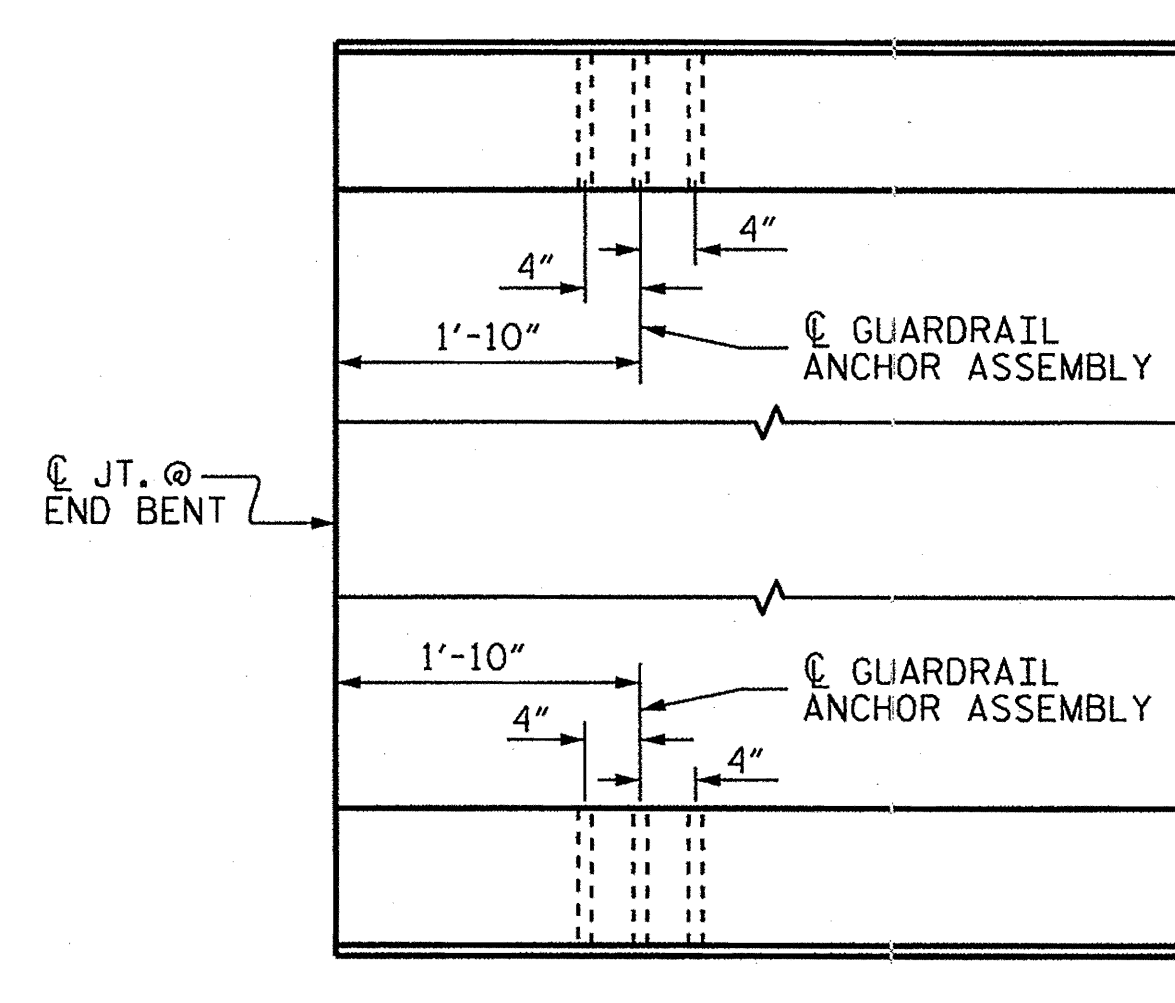 4"
4"
1'-10"
℄ GUARDRAIL
ANCHOR ASSEMBLY
℄ JT. @
END BENT
1'-10"
℄ GUARDRAIL
ANCHOR ASSEMBLY
4"
4"